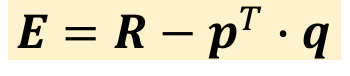 E = R − p^T · q